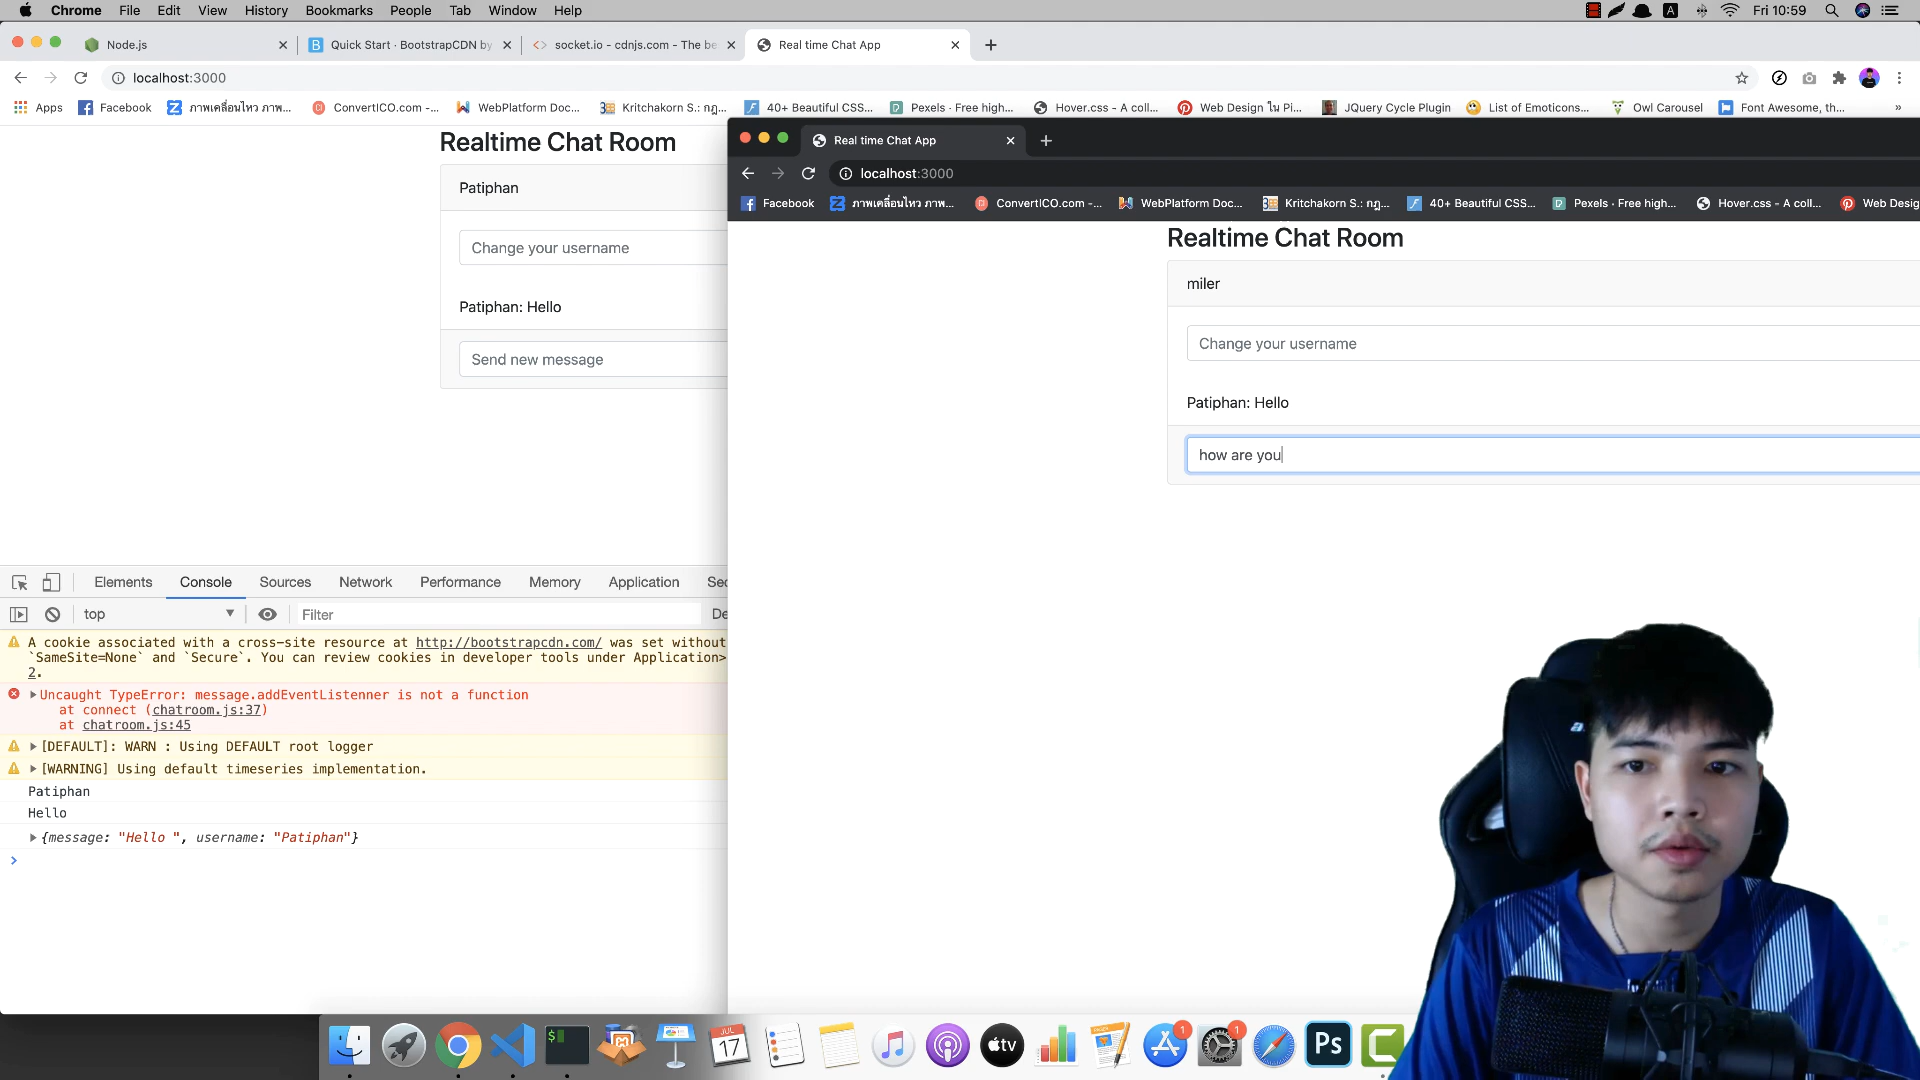 Chrome File Edit View History Bookmarks People Tab Window Help
A Fri 10:59
Node.js
Quick Start · BootstrapCDN by
socket.io - cdnjs.com - The be
Real time Chat App
localhost:3000
Apps Facebook ภาพเคลื่อนไหว ภาพ... ConvertICO.com -... WebPlatform Doc... Kritchakorn S.: กฎ... 40+ Beautiful CSS... Pexels · Free high... Hover.css - A coll... Web Design ใน Pi... JQuery Cycle Plugin List of Emoticons... Owl Carousel Font Awesome, th... »
Realtime Chat Room
Patiphan
Change your username
Patiphan: Hello
Send new message
Real time Chat App
localhost:3000
Facebook ภาพเคลื่อนไหว ภาพ... ConvertICO.com -... WebPlatform Doc... Kritchakorn S.: กฎ... 40+ Beautiful CSS... Pexels · Free high... Hover.css - A coll... Web Desig
Realtime Chat Room
miler
Change your username
Patiphan: Hello
how are you
Elements Console Sources Network Performance Memory Application Sec
top Filter De
A cookie associated with a cross-site resource at http://bootstrapcdn.com/ was set without
`SameSite=None` and `Secure`. You can review cookies in developer tools under Application>
2.
Uncaught TypeError: message.addEventListenner is not a function
at connect (chatroom.js:37)
at chatroom.js:45
[DEFAULT]: WARN : Using DEFAULT root logger
[WARNING] Using default timeseries implementation.
Patiphan
Hello
{message: "Hello ", username: "Patiphan"}
JUL
17
tv
1
1
Ps